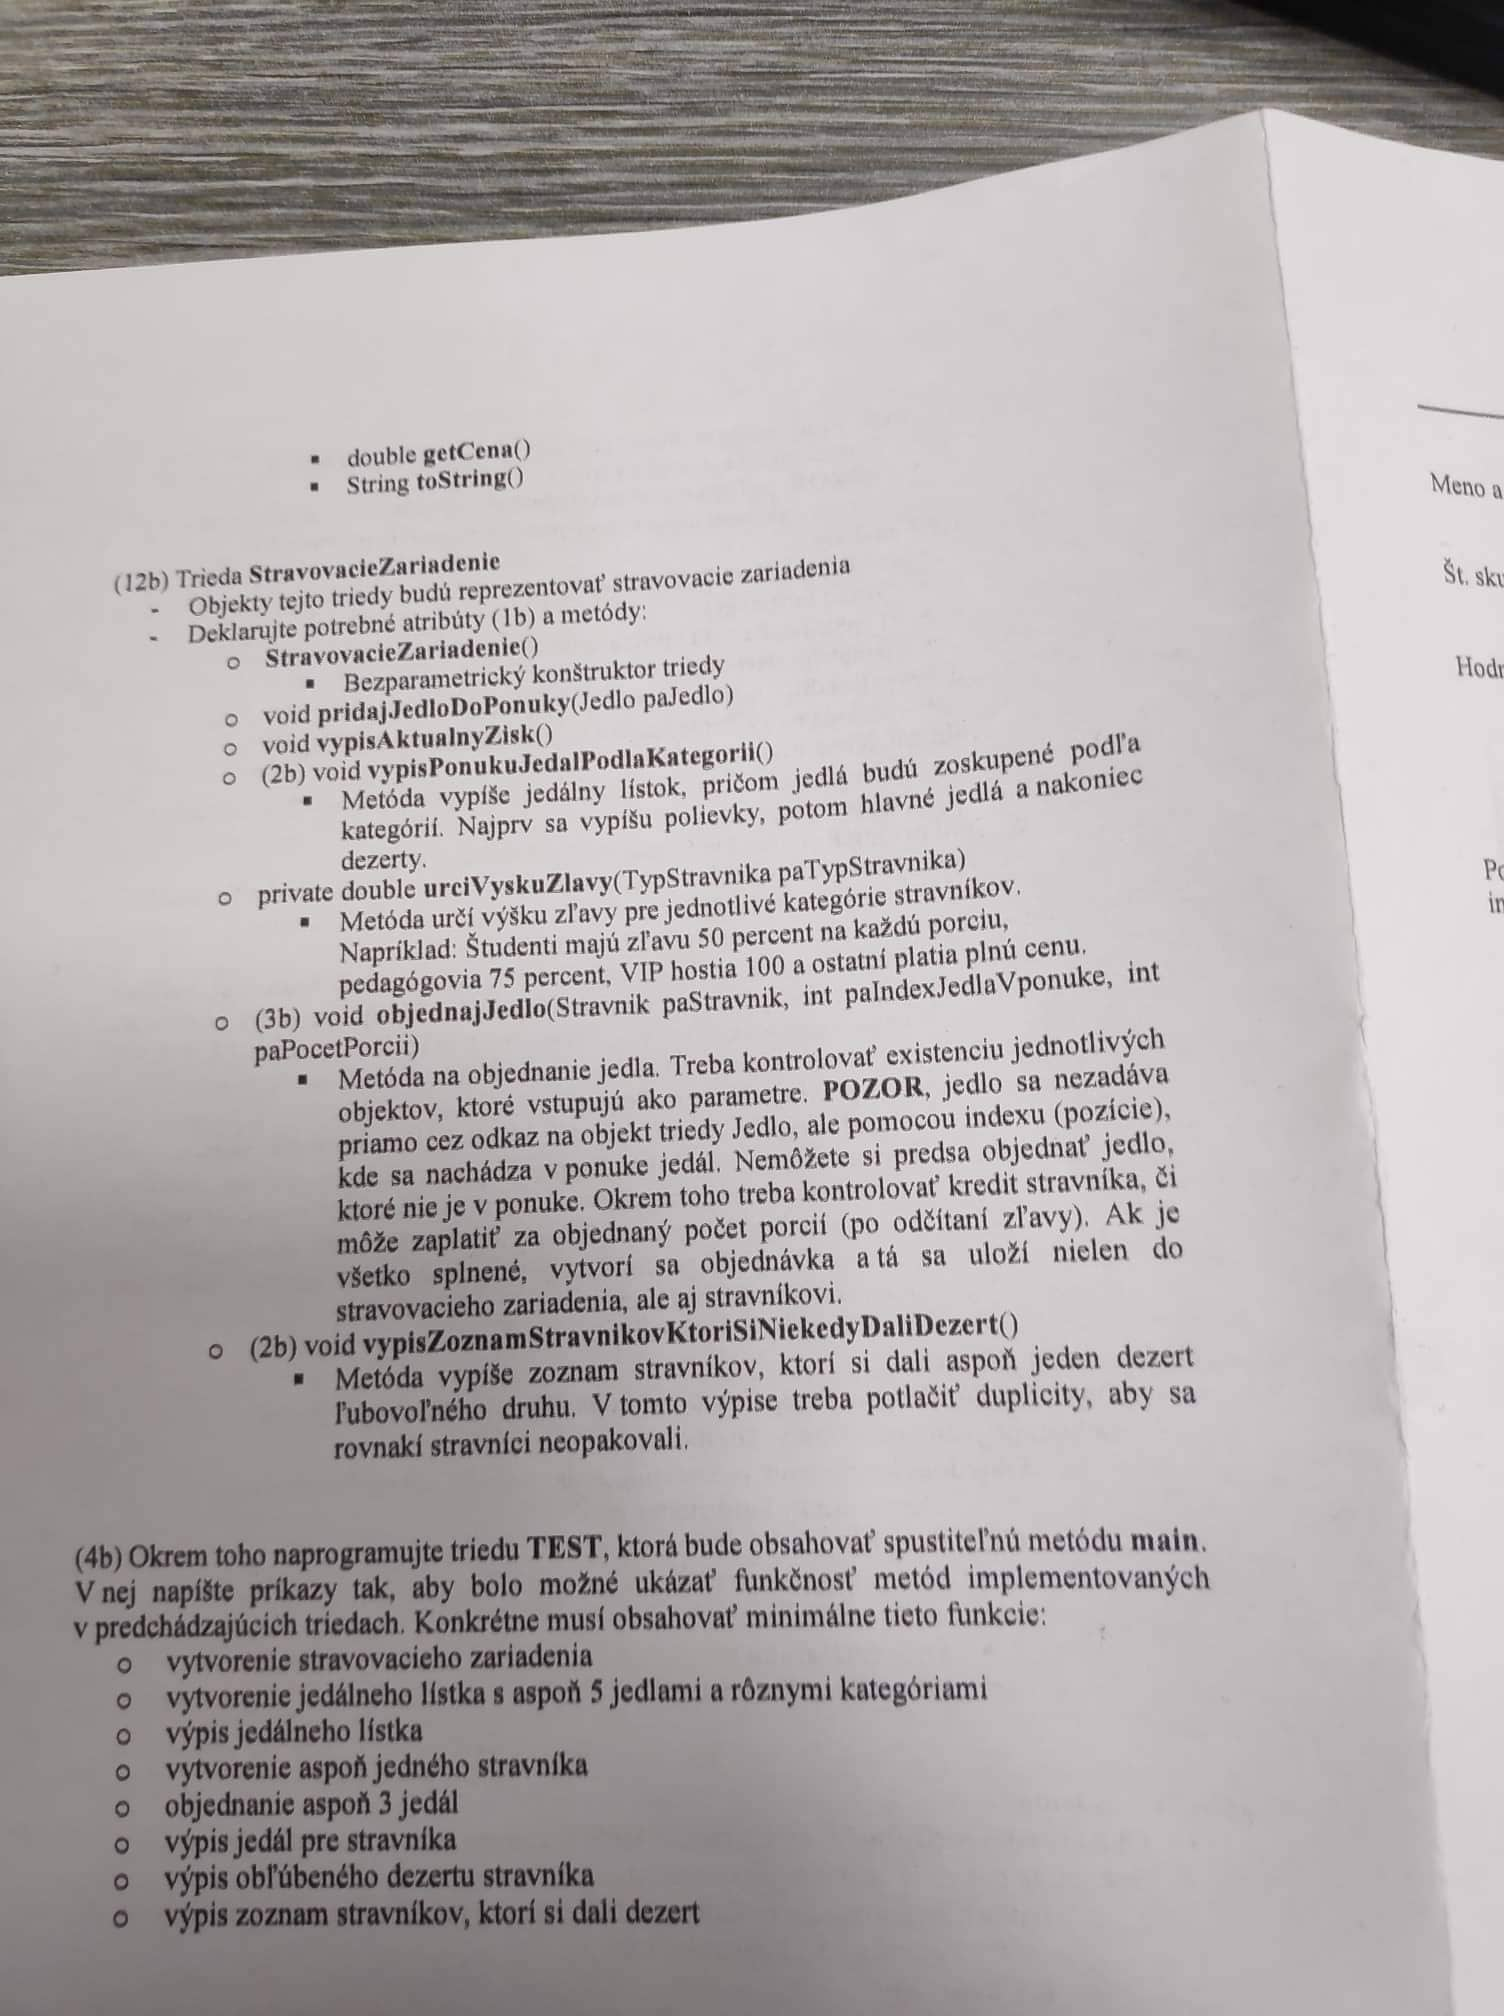 ▪ double getCena()
▪ String toString()
(12b) Trieda StravovacieZariadenie
- Objekty tejto triedy budú reprezentovať stravovacie zariadenia
- Deklarujte potrebné atribúty (1b) a metódy:
o StravovacieZariadenie()
▪ Bezparametrický konštruktor triedy
o void pridajJedloDoPonuky(Jedlo paJedlo)
o void vypisAktualnyZisk()
o (2b) void vypisPonukuJedalPodlaKategorii()
▪ Metóda vypíše jedálny lístok, pričom jedlá budú zoskupené podľa
kategórií. Najprv sa vypíšu polievky, potom hlavné jedlá a nakoniec
dezerty.
o private double urciVyskuZlavy(TypStravnika paTypStravnika)
▪ Metóda určí výšku zľavy pre jednotlivé kategórie stravníkov.
Napríklad: Študenti majú zľavu 50 percent na každú porciu,
pedagógovia 75 percent, VIP hostia 100 a ostatní platia plnú cenu.
o (3b) void objednajJedlo(Stravnik paStravnik, int paIndexJedlaVponuke, int
paPocetPorcii)
▪ Metóda na objednanie jedla. Treba kontrolovať existenciu jednotlivých
objektov, ktoré vstupujú ako parametre. POZOR, jedlo sa nezadáva
priamo cez odkaz na objekt triedy Jedlo, ale pomocou indexu (pozície),
kde sa nachádza v ponuke jedál. Nemôžete si predsa objednať jedlo,
ktoré nie je v ponuke. Okrem toho treba kontrolovať kredit stravníka, či
môže zaplatiť za objednaný počet porcií (po odčítaní zľavy). Ak je
všetko splnené, vytvorí sa objednávka a tá sa uloží nielen do
stravovacieho zariadenia, ale aj stravníkovi.
o (2b) void vypisZoznamStravnikovKtoriSiNiekedyDaliDezert()
▪ Metóda vypíše zoznam stravníkov, ktorí si dali aspoň jeden dezert
ľubovoľného druhu. V tomto výpise treba potlačiť duplicity, aby sa
rovnakí stravníci neopakovali.
(4b) Okrem toho naprogramujte triedu TEST, ktorá bude obsahovať spustiteľnú metódu main.
V nej napíšte príkazy tak, aby bolo možné ukázať funkčnosť metód implementovaných
v predchádzajúcich triedach. Konkrétne musí obsahovať minimálne tieto funkcie:
o vytvorenie stravovacieho zariadenia
o vytvorenie jedálneho lístka s aspoň 5 jedlami a rôznymi kategóriami
o výpis jedálneho lístka
o vytvorenie aspoň jedného stravníka
o objednanie aspoň 3 jedál
o výpis jedál pre stravníka
o výpis obľúbeného dezertu stravníka
o výpis zoznam stravníkov, ktorí si dali dezert
Meno a
Št. sku